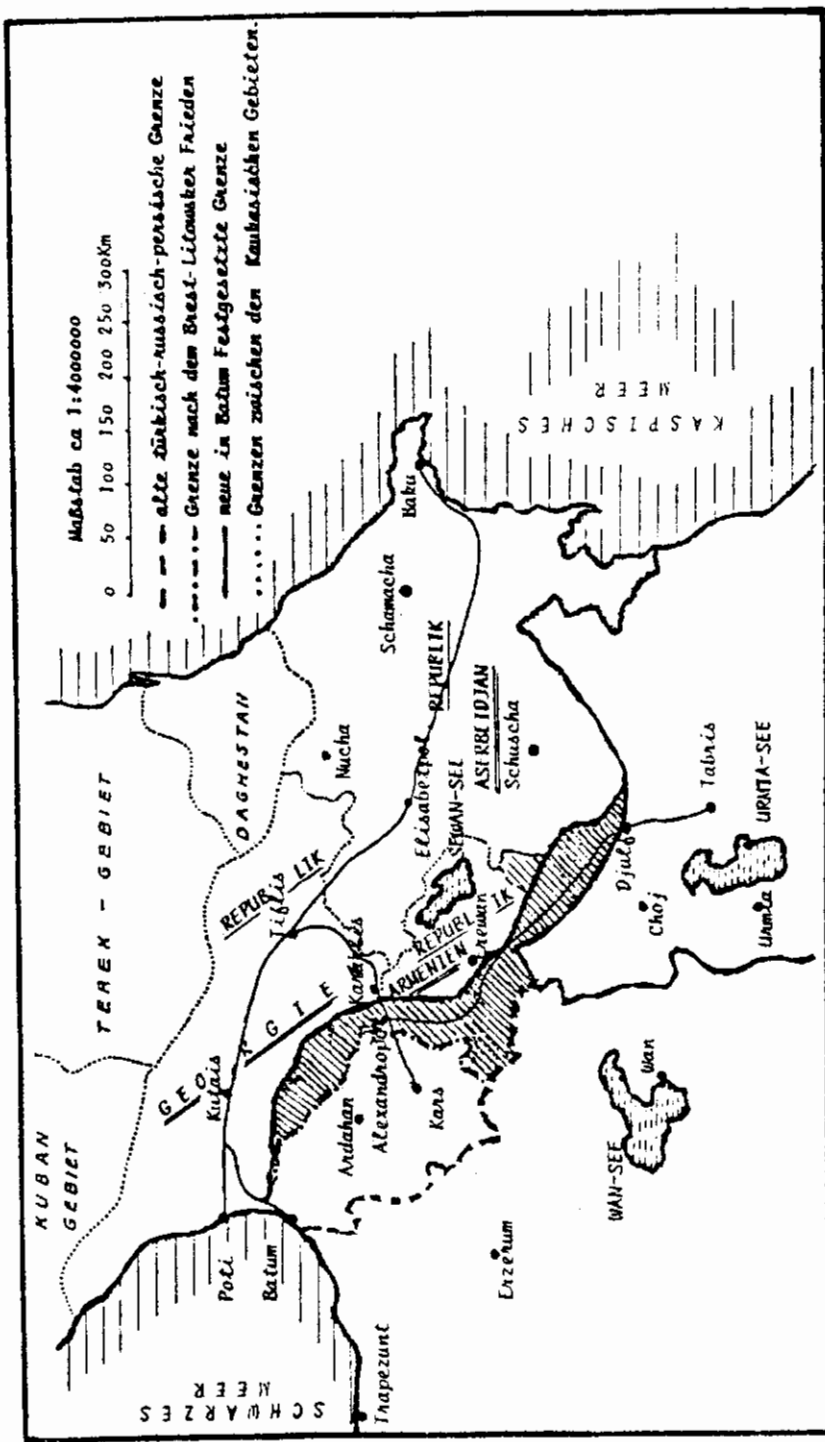 Maßstab ca 1:4000000
0 50 100 150 200 250 300Km
alte türkisch-russisch-persische Grenze
Grenze nach dem Brest-Litowsker Frieden
neue in Batum Festgesetzte Grenze
Grenzen zwischen den Kaukasischen Gebieten.
KUBAN
GEBIET
TEREK - GEBIET
DAGHESTAN
SCHWARZES
MEER
KASPISCHES
MEER
Poti
Kutais
Batum
Trapezunt
GEORGIE
REPUBLIK
Tiflis
Nucha
Schamacha
Baku
Elisabetpol
REPUBLIK
ASERBEIDJAN
Schuscha
SEWAN-SEE
REPUBLIK
ARMENIEN
Erewan
Ardahan
Alexandropol
Kars
Erzerum
WAN-SEE
Wan
Choj
Tabris
URMIA-SEE
Urmia